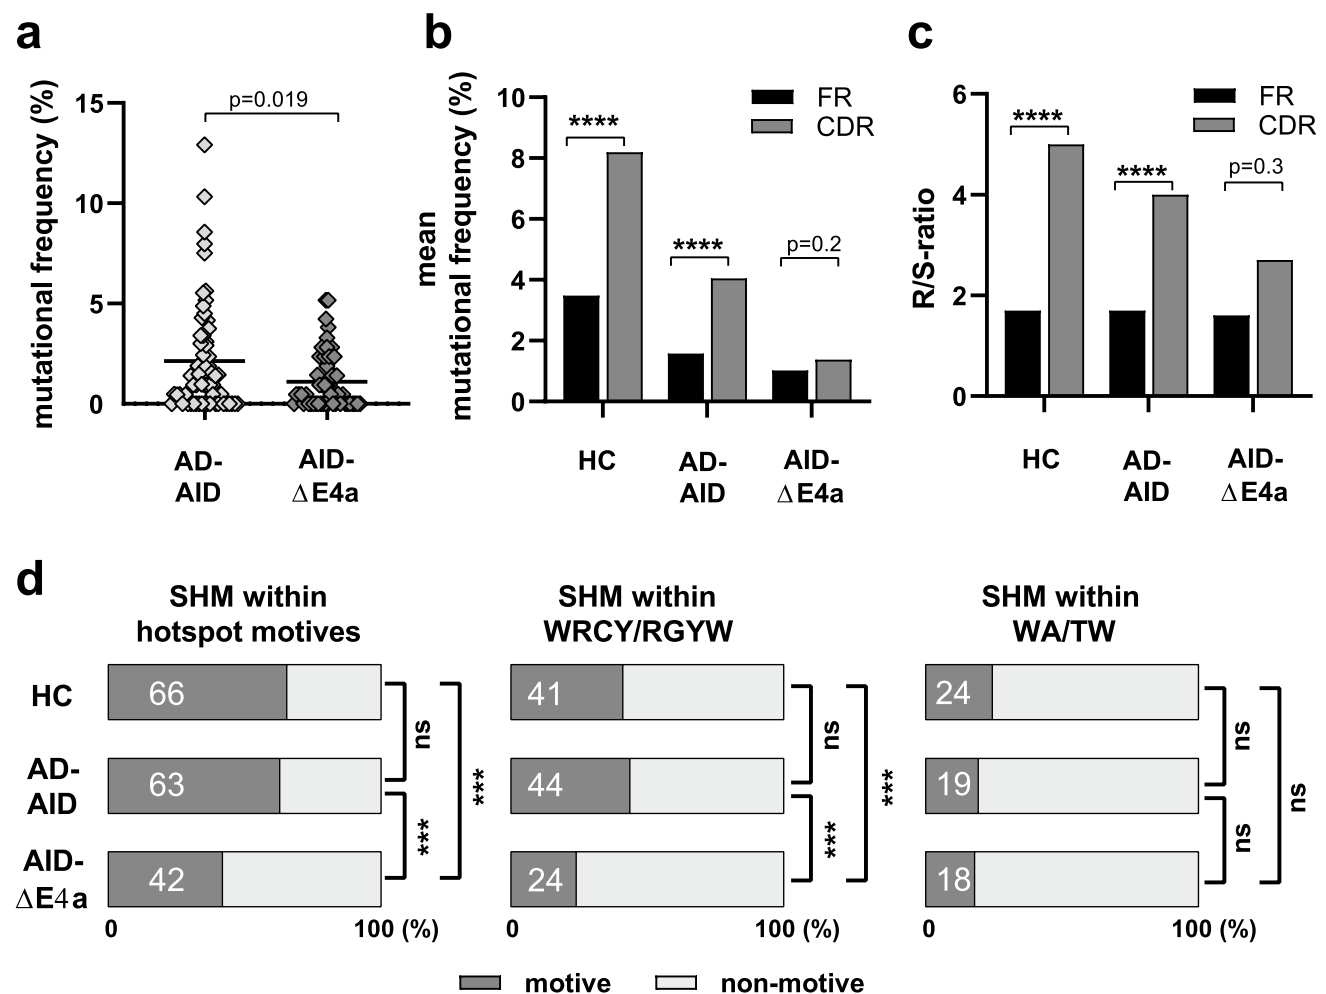 a
mutational frequency (%)
15
10
5
0
p=0.019
AD-
AID
AID-
ΔE4a
b
mean
mutational frequency (%)
10
8
6
4
2
0
FR
CDR
****
****
p=0.2
HC
AD-
AID
AID-
ΔE4a
c
R/S-ratio
6
4
2
0
FR
CDR
****
****
p=0.3
HC
AD-
AID
AID-
ΔE4a
d
SHM within
hotspot motives
HC
66
AD-
AID
63
AID-
ΔE4a
42
ns
***
***
0 100 (%)
SHM within
WRCY/RGYW
41
44
24
ns
***
***
0 100 (%)
SHM within
WA/TW
24
19
18
ns
ns
ns
0 100 (%)
motive non-motive